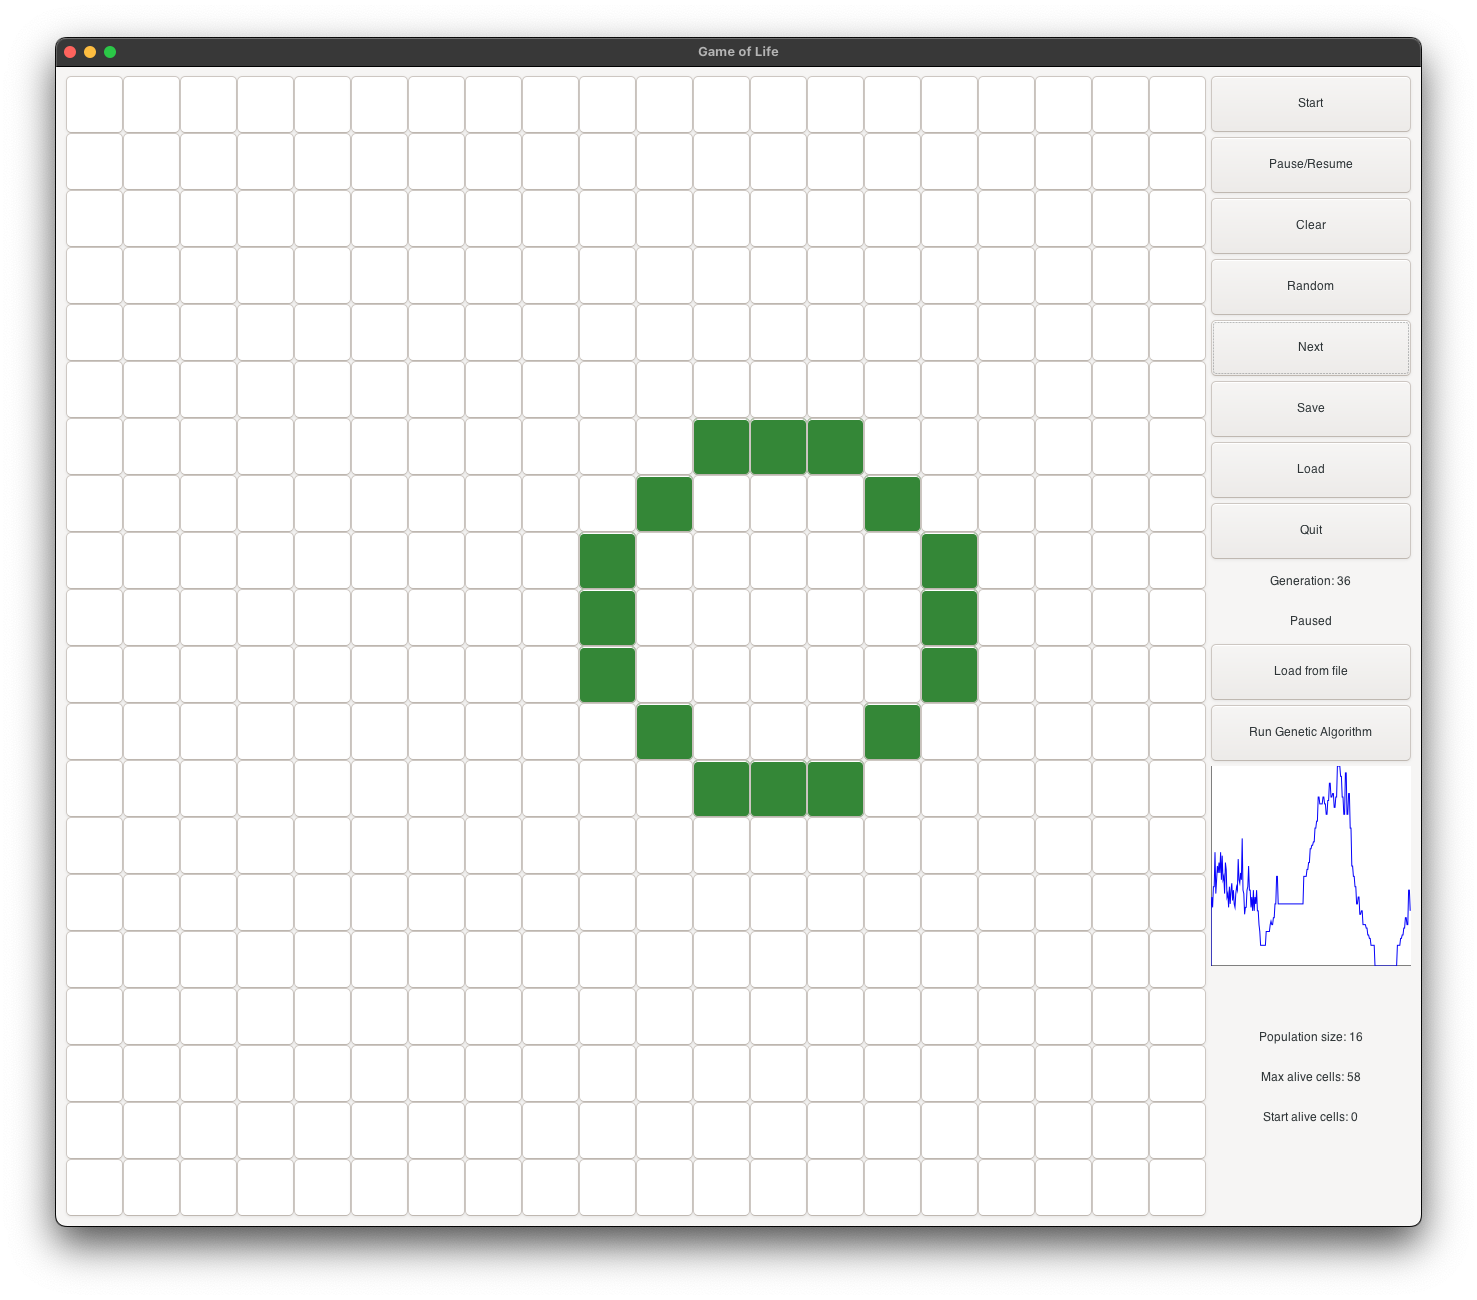 Game of Life
Start
Pause/Resume
Clear
Random
Next
Save
Load
Quit
Generation: 36
Paused
Load from file
Run Genetic Algorithm
Population size: 16
Max alive cells: 58
Start alive cells: 0